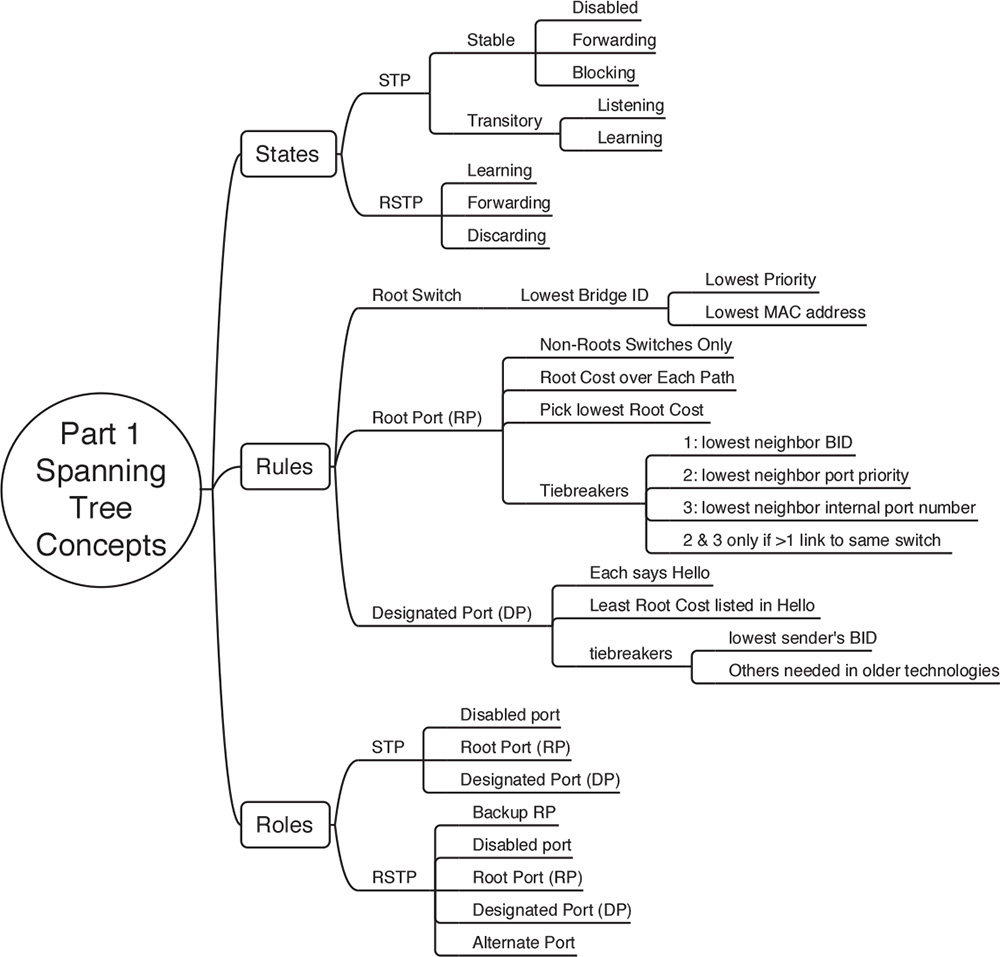 Part 1
Spanning
Tree
Concepts
States
STP
Stable
Disabled
Forwarding
Blocking
Transitory
Listening
Learning
RSTP
Learning
Forwarding
Discarding
Rules
Root Switch
Lowest Bridge ID
Lowest Priority
Lowest MAC address
Root Port (RP)
Non-Roots Switches Only
Root Cost over Each Path
Pick lowest Root Cost
Tiebreakers
1: lowest neighbor BID
2: lowest neighbor port priority
3: lowest neighbor internal port number
2 & 3 only if >1 link to same switch
Designated Port (DP)
Each says Hello
Least Root Cost listed in Hello
tiebreakers
lowest sender's BID
Others needed in older technologies
Roles
STP
Disabled port
Root Port (RP)
Designated Port (DP)
RSTP
Backup RP
Disabled port
Root Port (RP)
Designated Port (DP)
Alternate Port